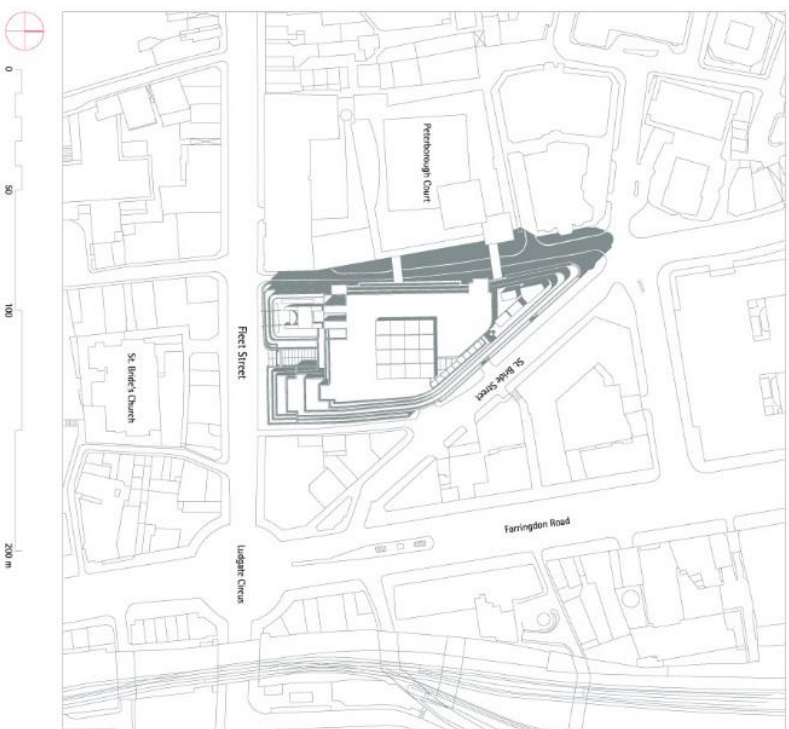 0
50
100
200 m
Peterborough Court
Fleet Street
St. Bride's Church
St. Bride Street
Farringdon Road
Ludgate Circus